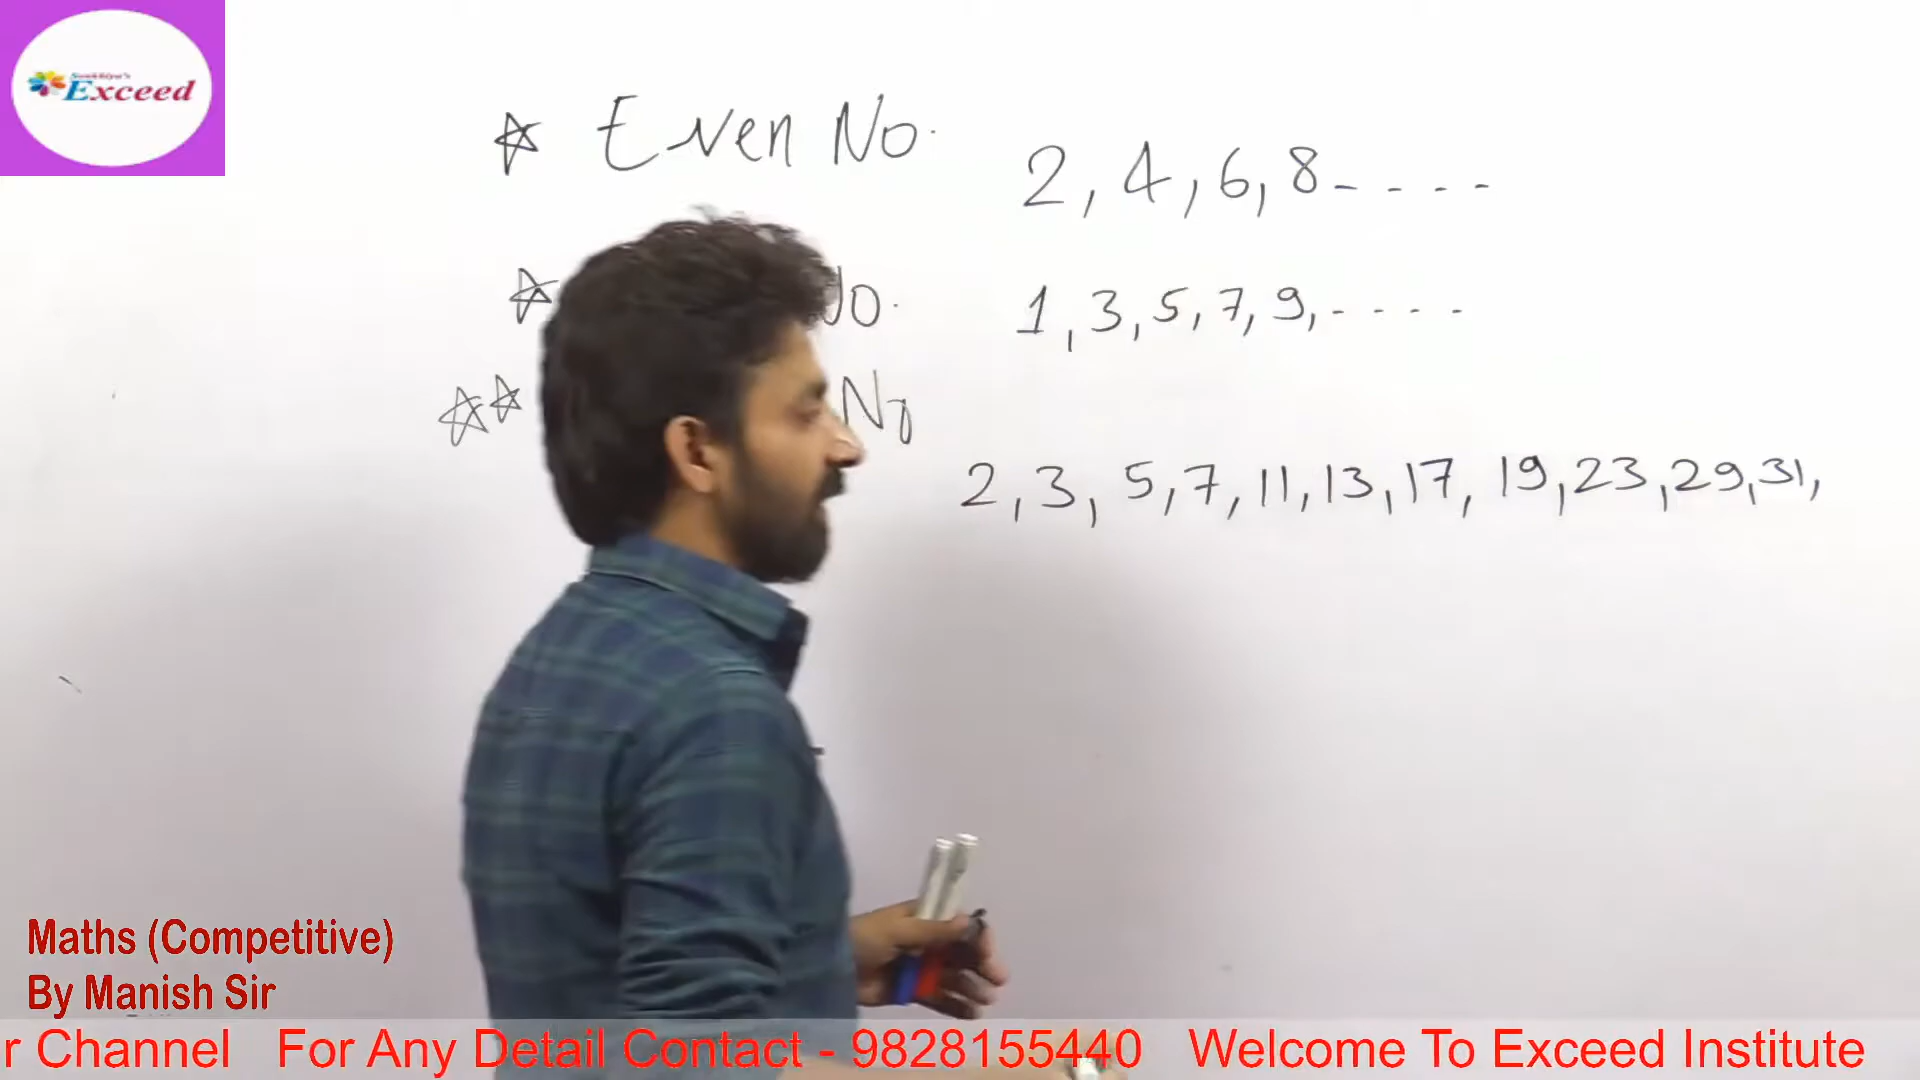 Exceed
☆ Even No. 2, 4, 6, 8 - - - -
☆ No. 1, 3, 5, 7, 9, - - - -
☆☆ No
2, 3, 5, 7, 11, 13, 17, 19, 23, 29, 31,
Maths (Competitive)
By Manish Sir
r Channel For Any Detail Contact - 9828155440 Welcome To Exceed Institute